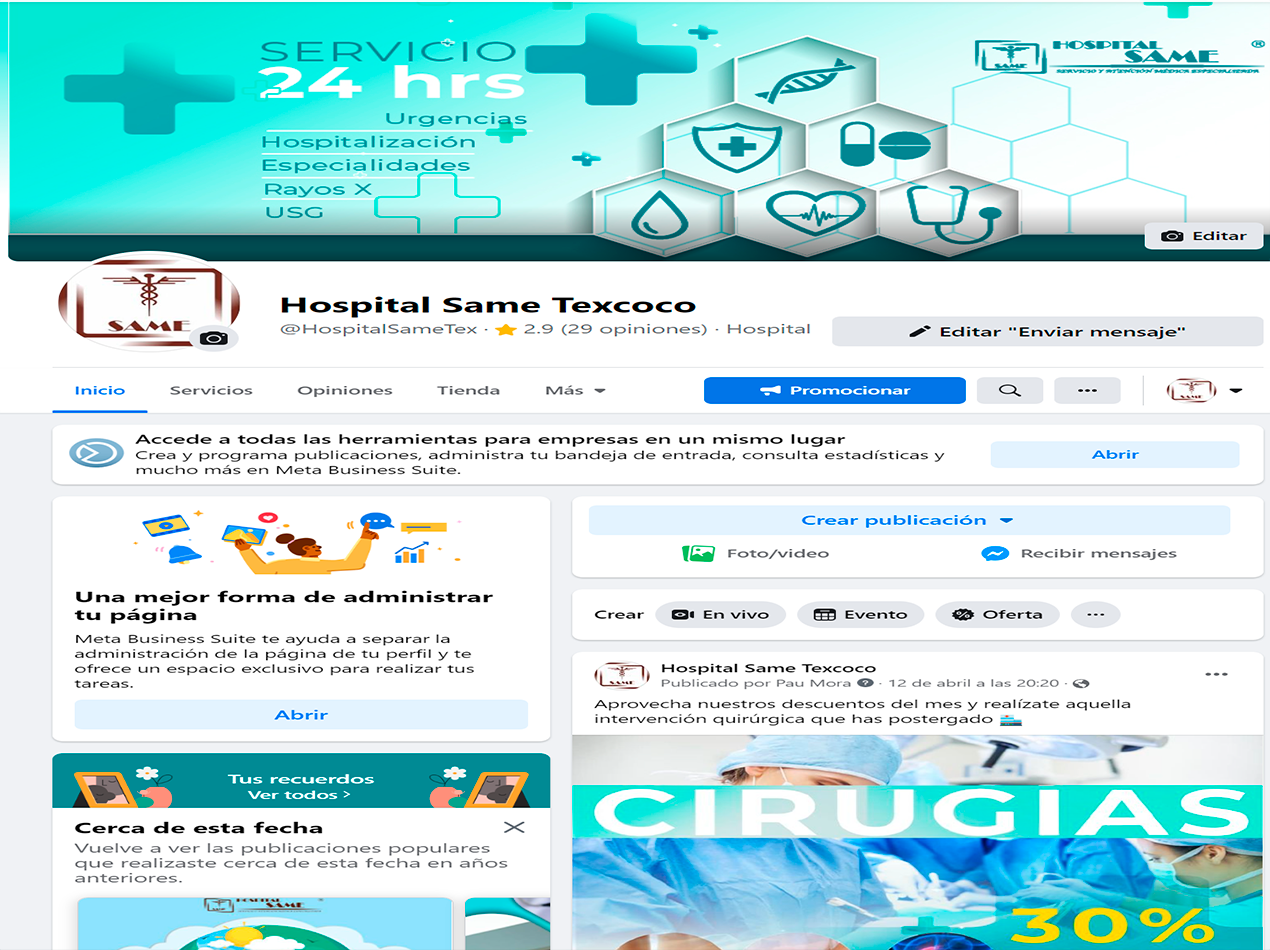 SERVICIO
24 hrs
Urgencias
Hospitalización
Especialidades
Rayos X
USG
SAME
HOSPITAL
SAME
®
SERVICIO Y ATENCIÓN MÉDICA ESPECIALIZADA
Editar
SAME
Hospital Same Texcoco
@HospitalSameTex · 2.9 (29 opiniones) · Hospital
Editar "Enviar mensaje"
Inicio
Servicios
Opiniones
Tienda
Más
Promocionar
Accede a todas las herramientas para empresas en un mismo lugar
Crea y programa publicaciones, administra tu bandeja de entrada, consulta estadísticas y
mucho más en Meta Business Suite.
Abrir
Una mejor forma de administrar
tu página
Meta Business Suite te ayuda a separar la
administración de la página de tu perfil y te
ofrece un espacio exclusivo para realizar tus
tareas.
Abrir
Tus recuerdos
Ver todos >
Cerca de esta fecha
Vuelve a ver las publicaciones populares
que realizaste cerca de esta fecha en años
anteriores.
SAME
Crear publicación
Foto/video
Recibir mensajes
Crear
En vivo
Evento
Oferta
Hospital Same Texcoco
Publicado por Pau Mora · 12 de abril a las 20:20 ·
Aprovecha nuestros descuentos del mes y realízate aquella
intervención quirúrgica que has postergado
CIRUGIAS
30%